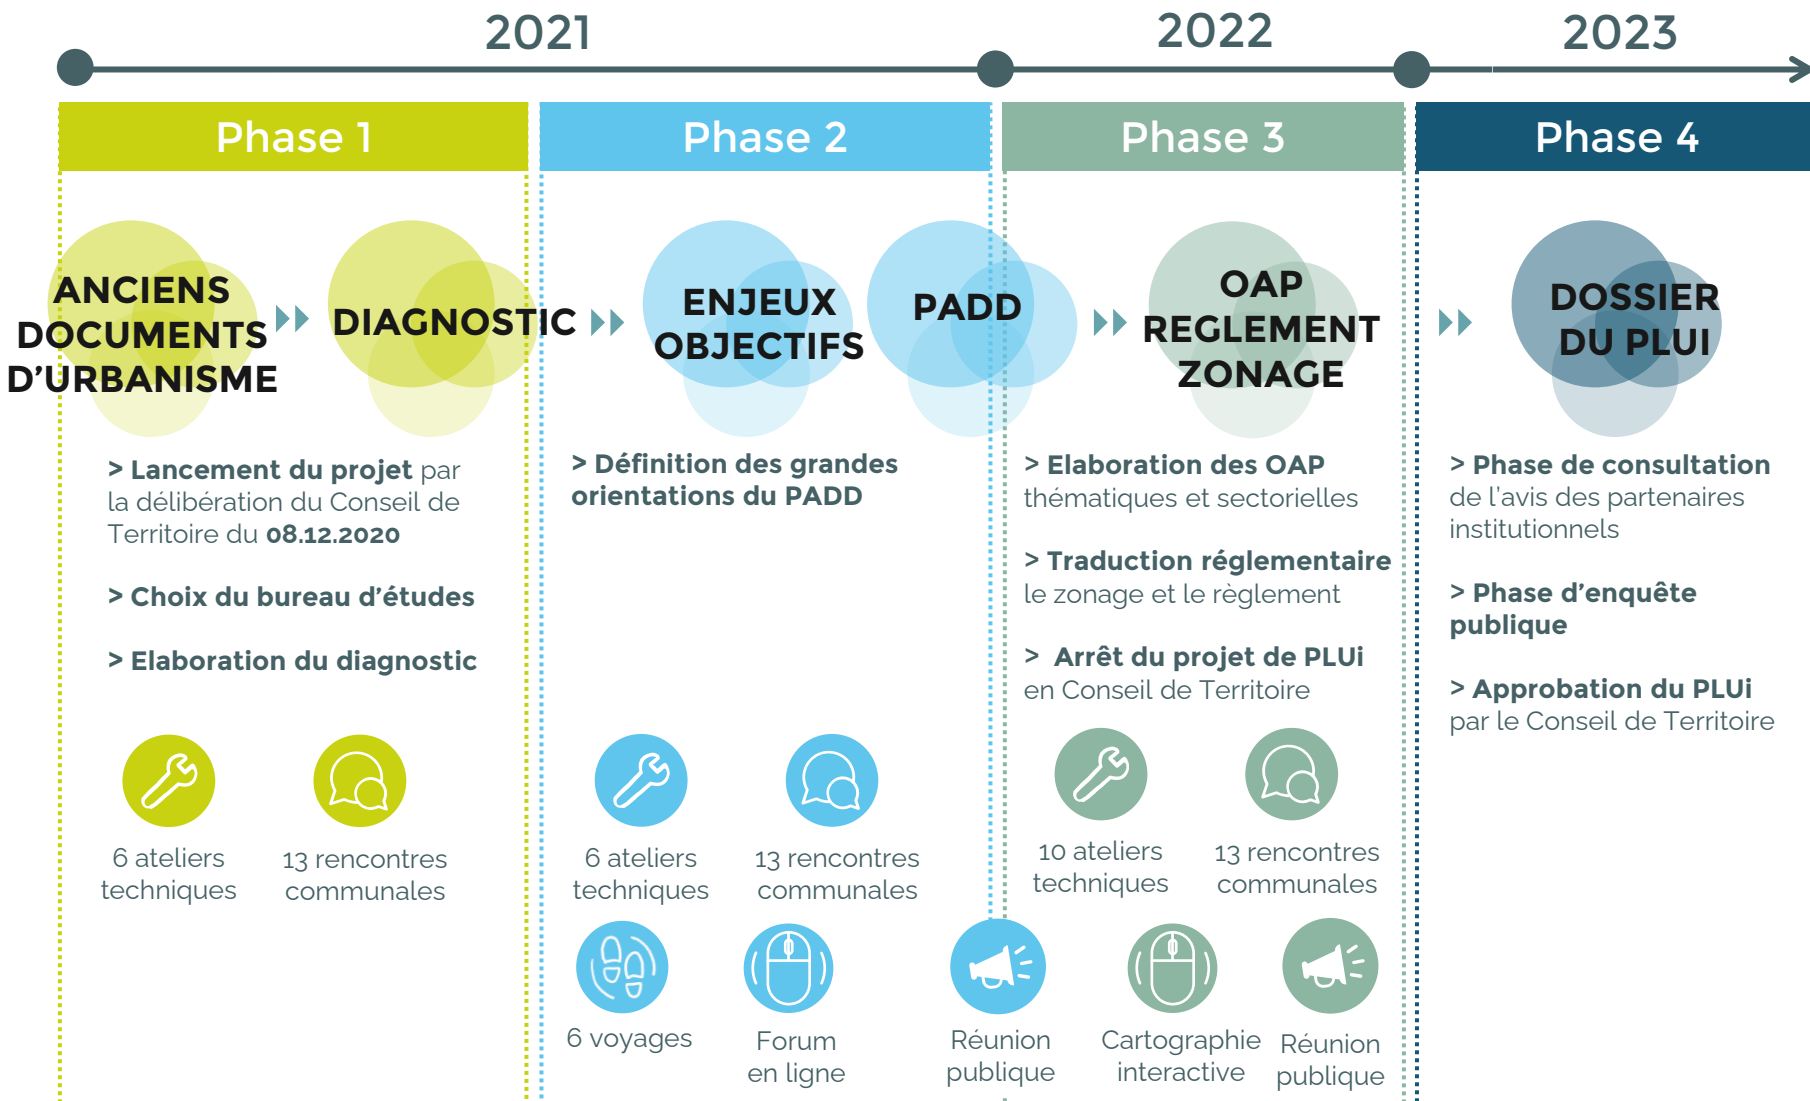 2021
2022
2023
Phase 1
Phase 2
Phase 3
Phase 4
ANCIENS
DOCUMENTS
D'URBANISME
DIAGNOSTIC
ENJEUX
OBJECTIFS
PADD
OAP
REGLEMENT
ZONAGE
DOSSIER
DU PLUI
> Lancement du projet par
la délibération du Conseil de
Territoire du 08.12.2020
> Choix du bureau d'études
> Elaboration du diagnostic
6 ateliers
techniques
13 rencontres
communales
> Définition des grandes
orientations du PADD
6 ateliers
techniques
13 rencontres
communales
6 voyages
Forum
en ligne
Réunion
publique
> Elaboration des OAP
thématiques et sectorielles
> Traduction réglementaire
le zonage et le règlement
> Arrêt du projet de PLUi
en Conseil de Territoire
10 ateliers
techniques
13 rencontres
communales
Cartographie
interactive
Réunion
publique
> Phase de consultation
de l'avis des partenaires
institutionnels
> Phase d'enquête
publique
> Approbation du PLUi
par le Conseil de Territoire